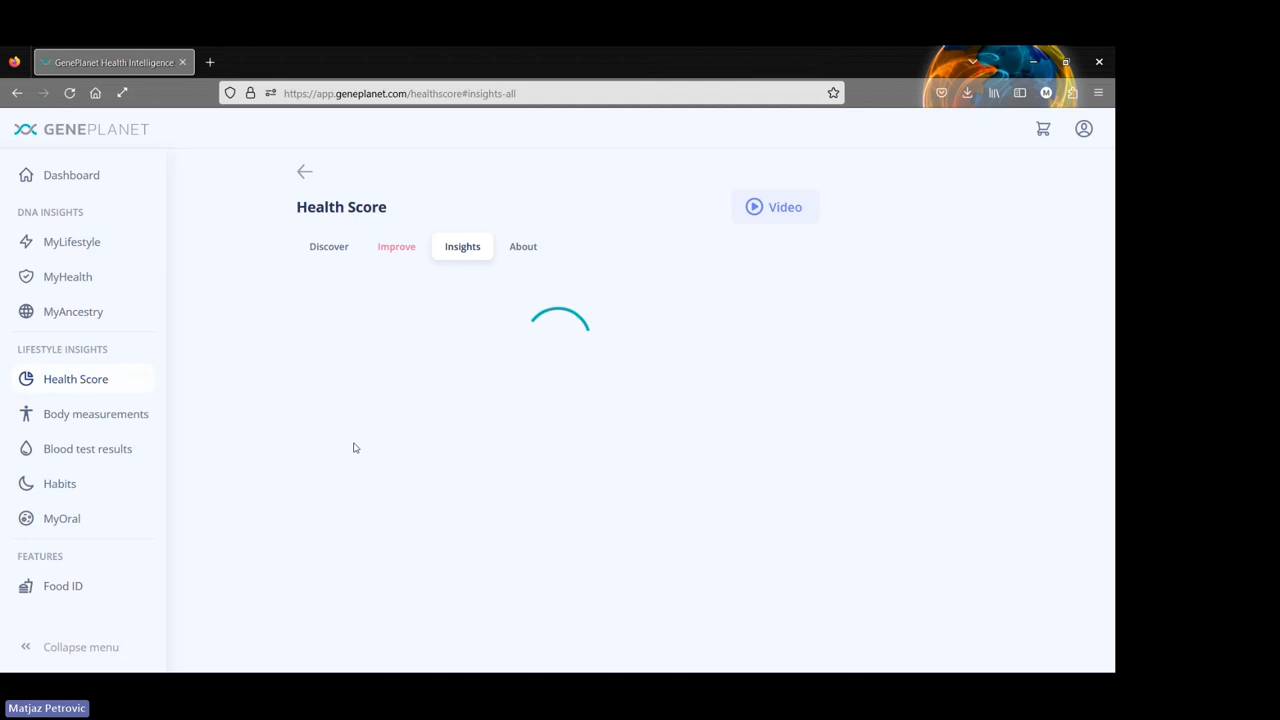 GenePlanet Health Intelligence
https://app.geneplanet.com/healthscore#insights-all
M
GENEPLANET
Dashboard
DNA INSIGHTS
MyLifestyle
MyHealth
MyAncestry
LIFESTYLE INSIGHTS
Health Score
Body measurements
Blood test results
Habits
MyOral
FEATURES
Food ID
Collapse menu
Health Score
Video
Discover Improve Insights About
Matjaz Petrovic